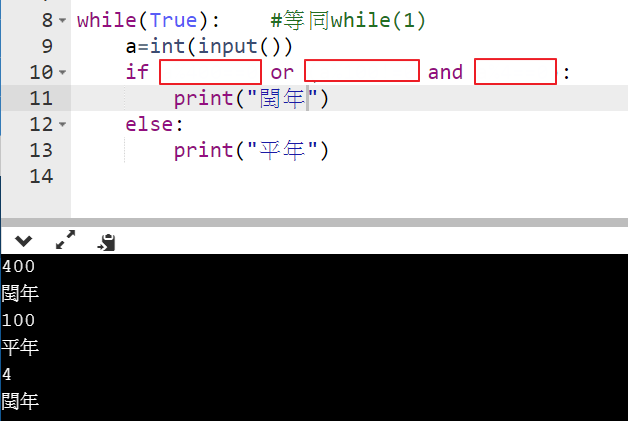 8 while(True):    #等同while(1)
9     a=int(input())
10     if  or  and  :
11         print("閏年")
12     else:
13         print("平年")
14
400
閏年
100
平年
4
閏年